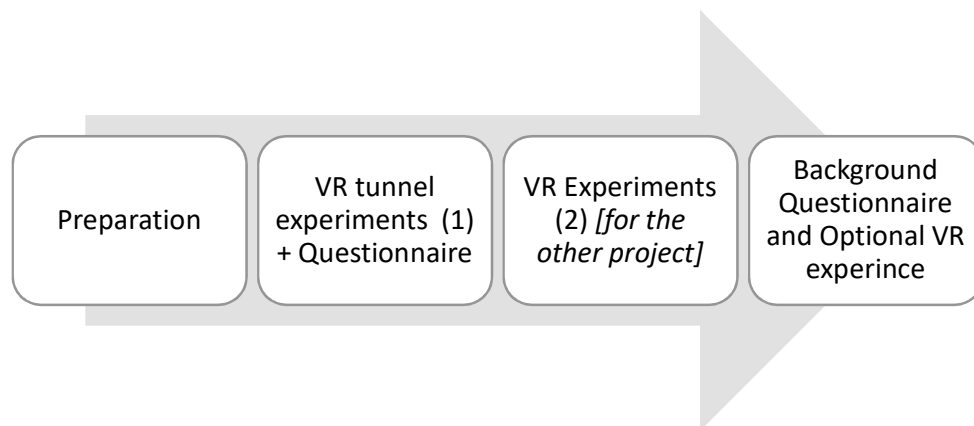 Preparation
VR tunnel
experiments (1)
+ Questionnaire
VR Experiments
(2) [for the
other project]
Background
Questionnaire
and Optional VR
experince